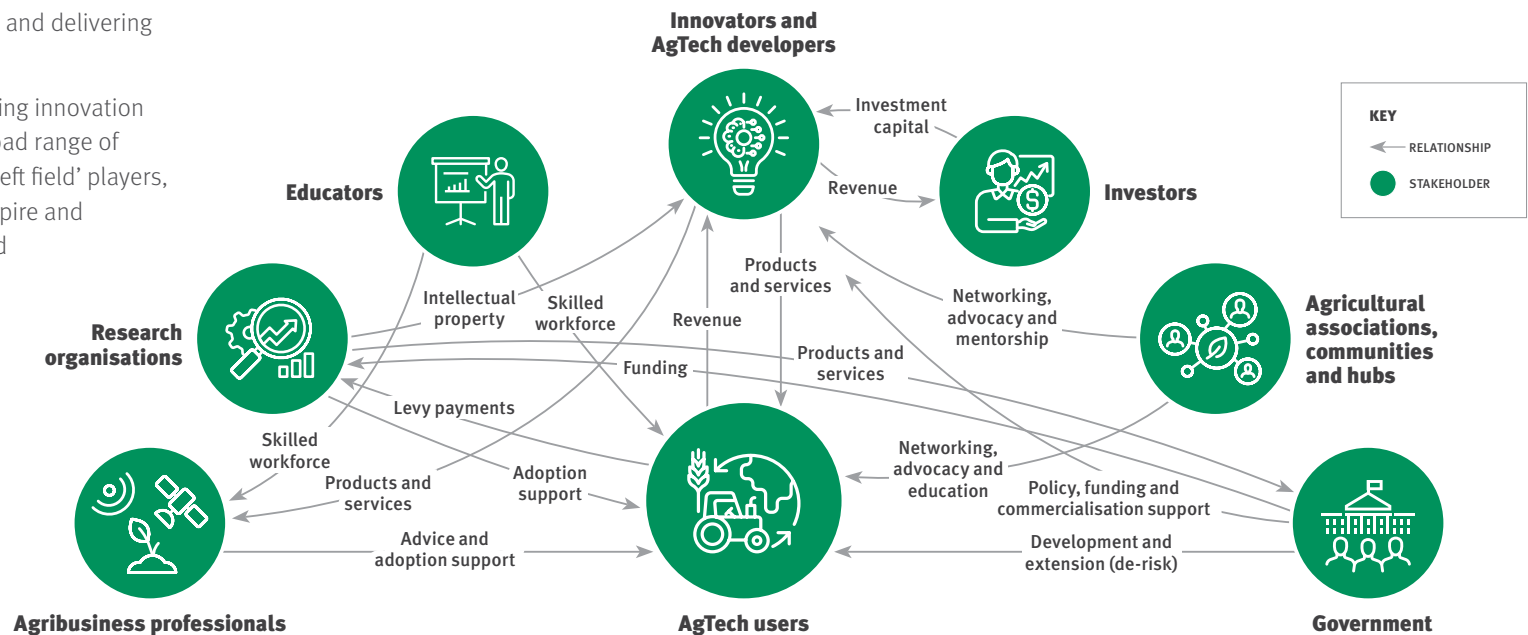 and delivering
ing innovation
oad range of
eft field’ players,
pire and
d
Innovators and
AgTech developers
Investment
capital
KEY
RELATIONSHIP
STAKEHOLDER
Educators
Revenue
Investors
Products
and services
Intellectual
property
Skilled
workforce
Revenue
Networking,
advocacy and
mentorship
Agricultural
associations,
communities
and hubs
Research
organisations
Products and
services
Funding
Levy payments
Skilled
workforce
Adoption
support
Networking,
advocacy and
education
Products and
services
Policy, funding and
commercialisation support
Advice and
adoption support
Development and
extension (de-risk)
Agribusiness professionals
AgTech users
Government